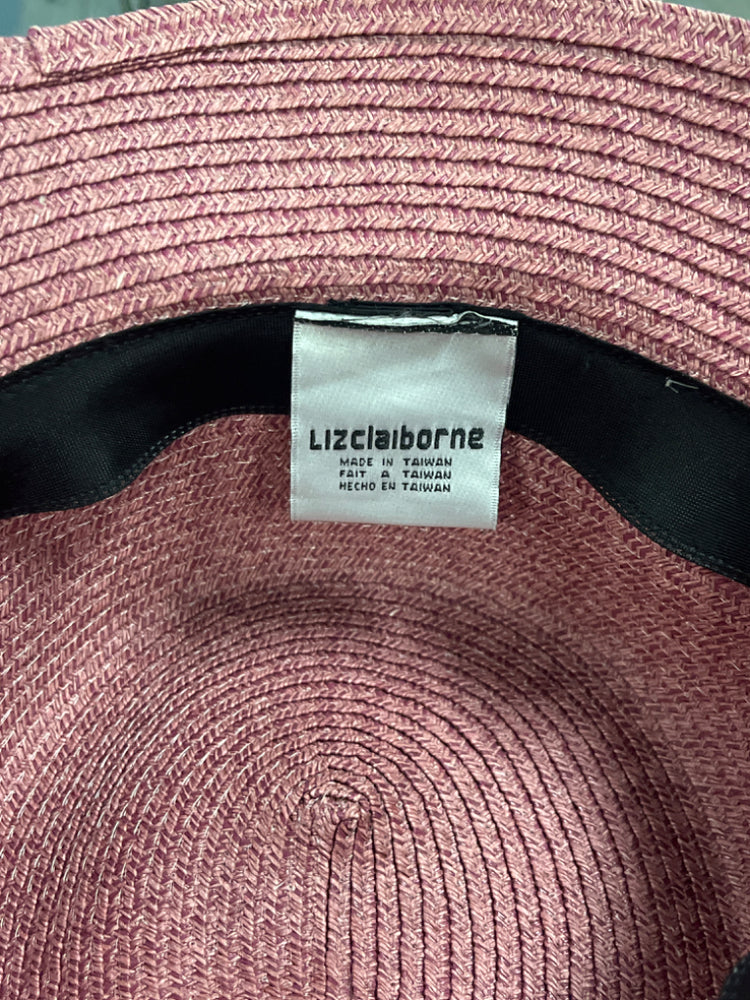 Lizclaiborne
MADE IN TAIWAN
FAIT A TAIWAN
HECHO EN TAIWAN